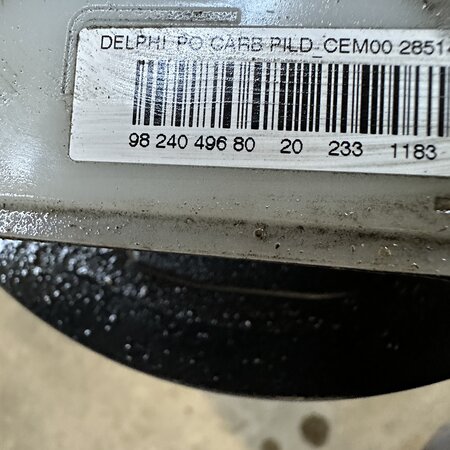 DELPHI PO CARB PILD_CEM00 28514
98 240 496 80 20 233 1183